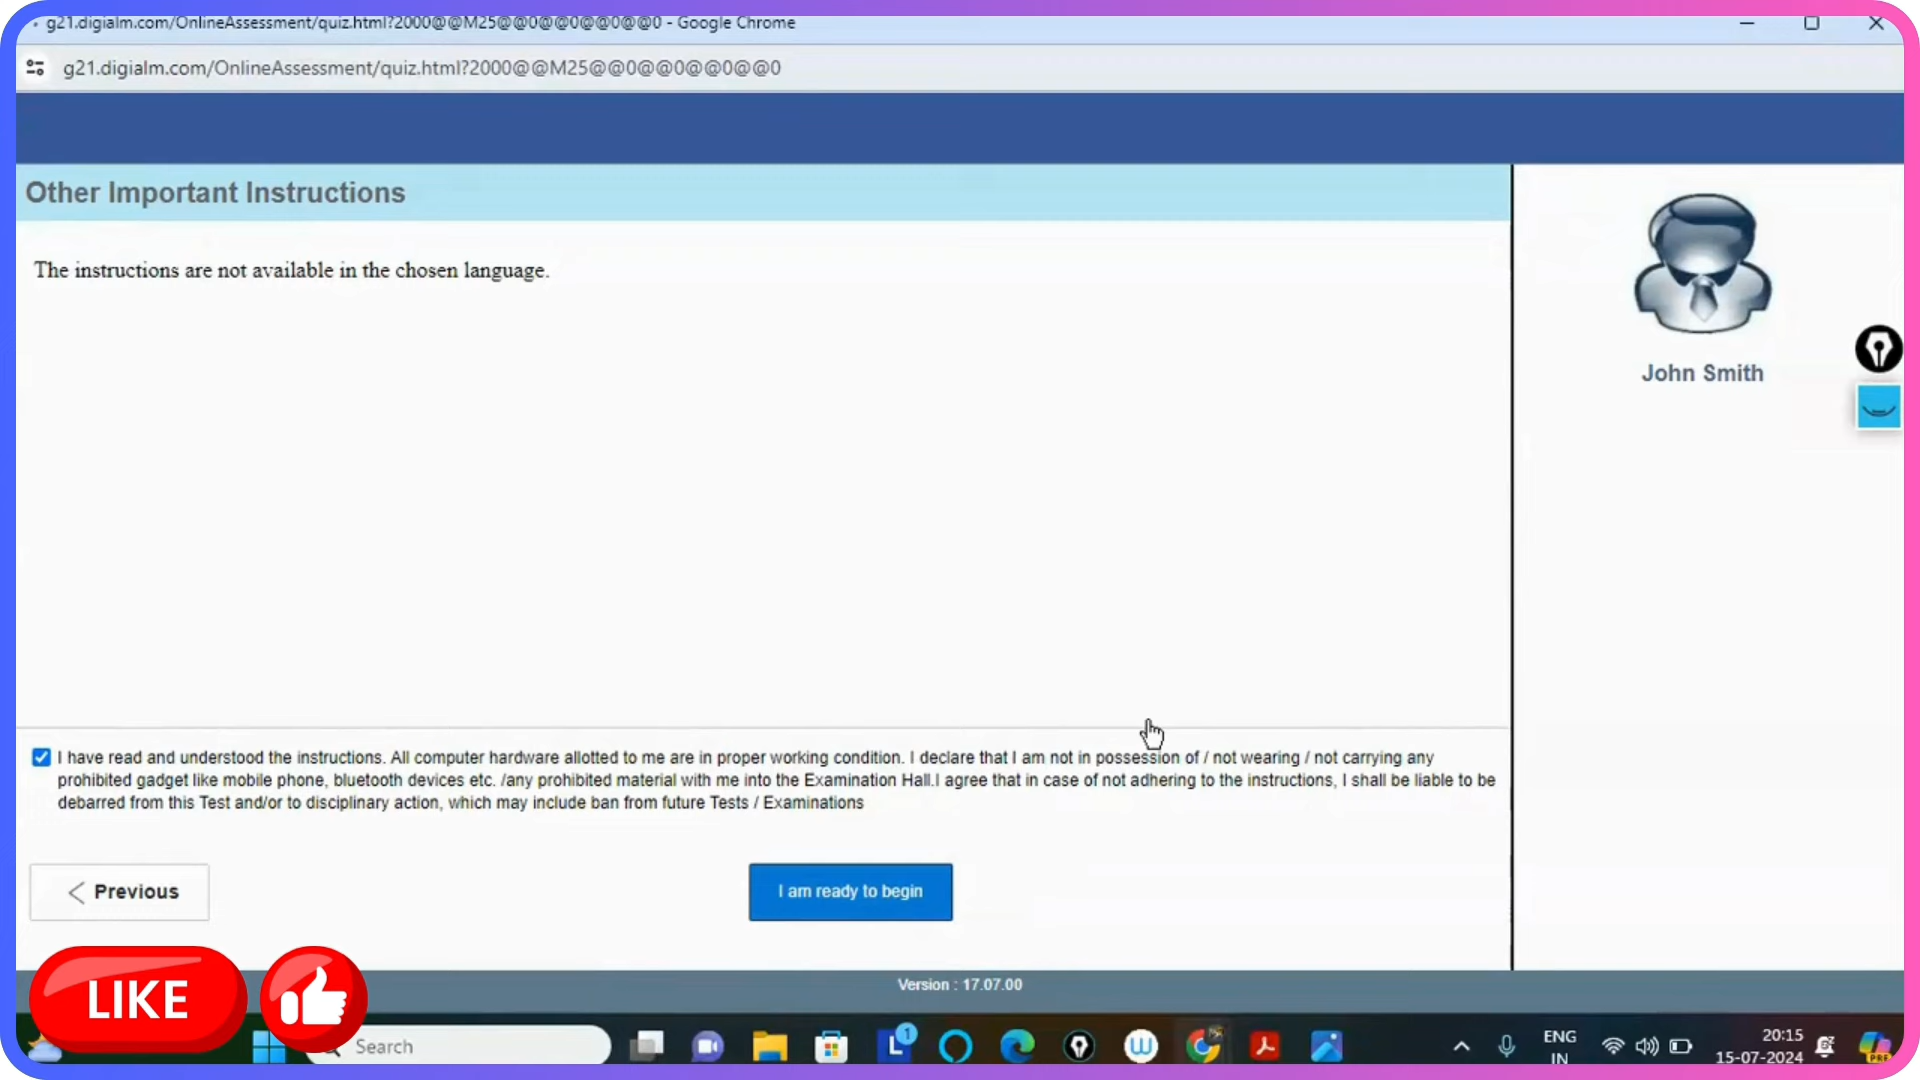 g21.digialm.com/OnlineAssessment/quiz.html?2000@@M25@@0@@0@@0@@0 - Google Chrome
g21.digialm.com/OnlineAssessment/quiz.html?2000@@M25@@0@@0@@0@@0
Other Important Instructions
The instructions are not available in the chosen language.
John Smith
I have read and understood the instructions. All computer hardware allotted to me are in proper working condition. I declare that I am not in possession of / not wearing / not carrying any
prohibited gadget like mobile phone, bluetooth devices etc. /any prohibited material with me into the Examination Hall.I agree that in case of not adhering to the instructions, I shall be liable to be
debarred from this Test and/or to disciplinary action, which may include ban from future Tests / Examinations
< Previous
I am ready to begin
Version : 17.07.00
LIKE
Search
L
1
W
ENG
IN
20:15
15-07-2024
PRE